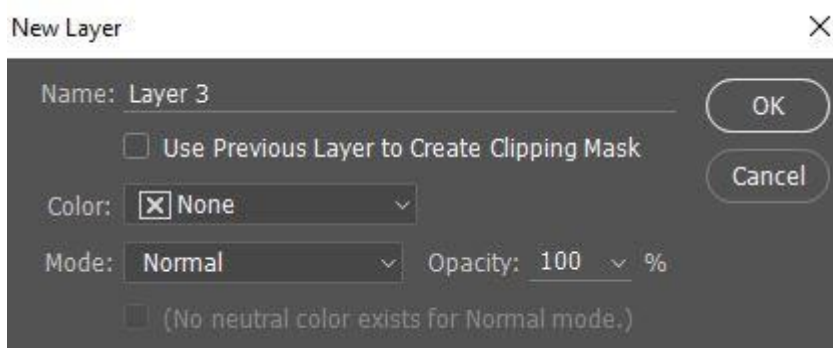 New Layer
Name: Layer 3
OK
Use Previous Layer to Create Clipping Mask
Cancel
Color: None
Mode: Normal Opacity: 100 %
(No neutral color exists for Normal mode.)